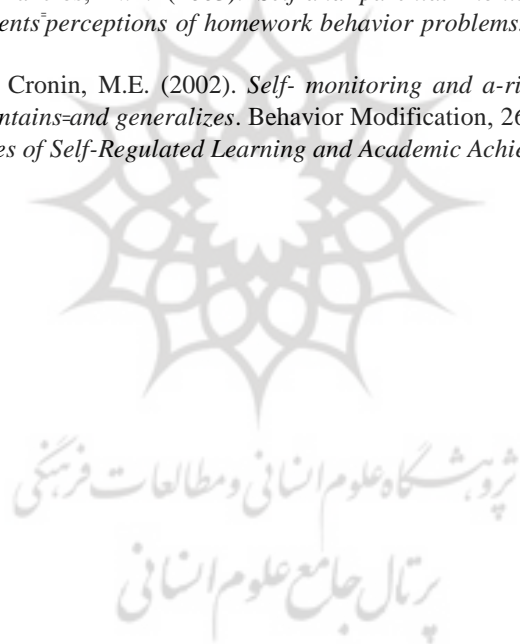 ents perceptions of homework behavior problems.
Cronin, M.E. (2002). Self- monitoring and a-ri
ntains=and generalizes. Behavior Modification, 26
es of Self-Regulated Learning and Academic Achie
پژوهشگاه علوم انسانی و مطالعات فرهنگی
پرتال جامع علوم انسانی